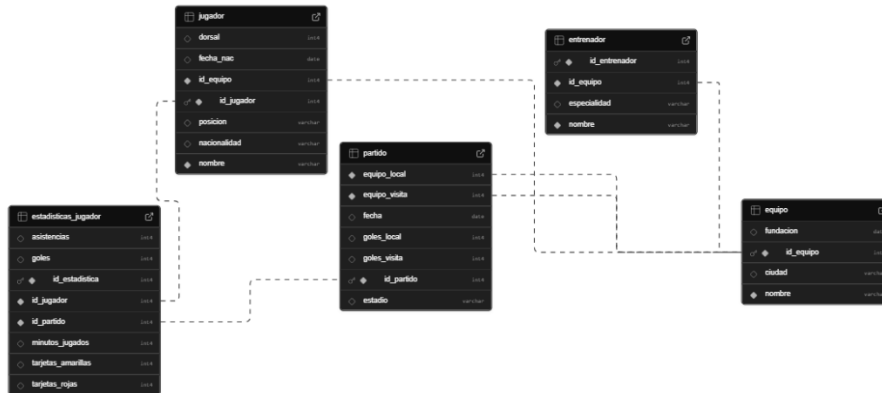 jugador
dorsal int4
fecha_nac date
id_equipo int4
id_jugador int4
posicion varchar
nacionalidad varchar
nombre varchar
entrenador
id_entrenador int4
id_equipo int4
especialidad varchar
nombre varchar
partido
equipo_local int4
equipo_visita int4
fecha date
goles_local int4
goles_visita int4
id_partido int4
estadio varchar
equipo
fundacion
id_equipo
ciudad
nombre
estadisticas_jugador
asistencias int4
goles int4
id_estadistica int4
id_jugador int4
id_partido int4
minutos_jugados int4
tarjetas_amarillas int4
tarjetas_rojas int4